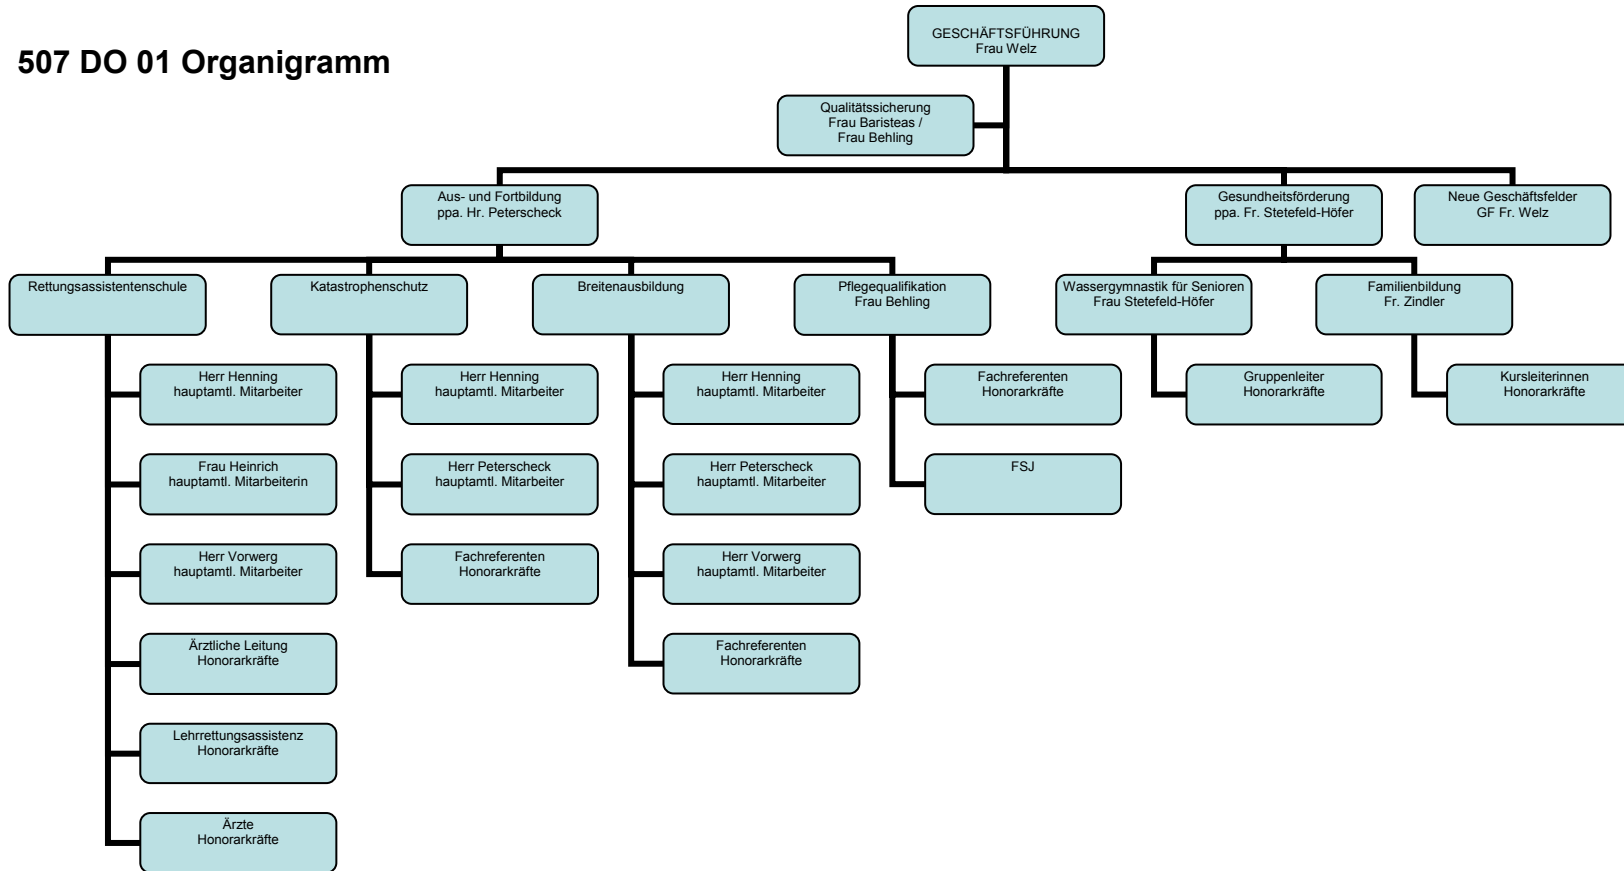 507 DO 01 Organigramm
GESCHÄFTSFÜHRUNG
Frau Welz
Qualitätssicherung
Frau Baristeas /
Frau Behling
Aus- und Fortbildung
ppa. Hr. Peterscheck
Gesundheitsförderung
ppa. Fr. Stetefeld-Höfer
Neue Geschäftsfelder
GF Fr. Welz
Rettungsassistentenschule
Katastrophenschutz
Breitenausbildung
Pflegequalifikation
Frau Behling
Wassergymnastik für Senioren
Frau Stetefeld-Höfer
Familienbildung
Fr. Zindler
Herr Henning
hauptamtl. Mitarbeiter
Herr Henning
hauptamtl. Mitarbeiter
Herr Henning
hauptamtl. Mitarbeiter
Fachreferenten
Honorarkräfte
Gruppenleiter
Honorarkräfte
Kursleiterinnen
Honorarkräfte
Frau Heinrich
hauptamtl. Mitarbeiterin
Herr Peterscheck
hauptamtl. Mitarbeiter
Herr Peterscheck
hauptamtl. Mitarbeiter
FSJ
Herr Vorwerg
hauptamtl. Mitarbeiter
Fachreferenten
Honorarkräfte
Herr Vorwerg
hauptamtl. Mitarbeiter
Ärztliche Leitung
Honorarkräfte
Fachreferenten
Honorarkräfte
Lehrrettungsassistenz
Honorarkräfte
Ärzte
Honorarkräfte